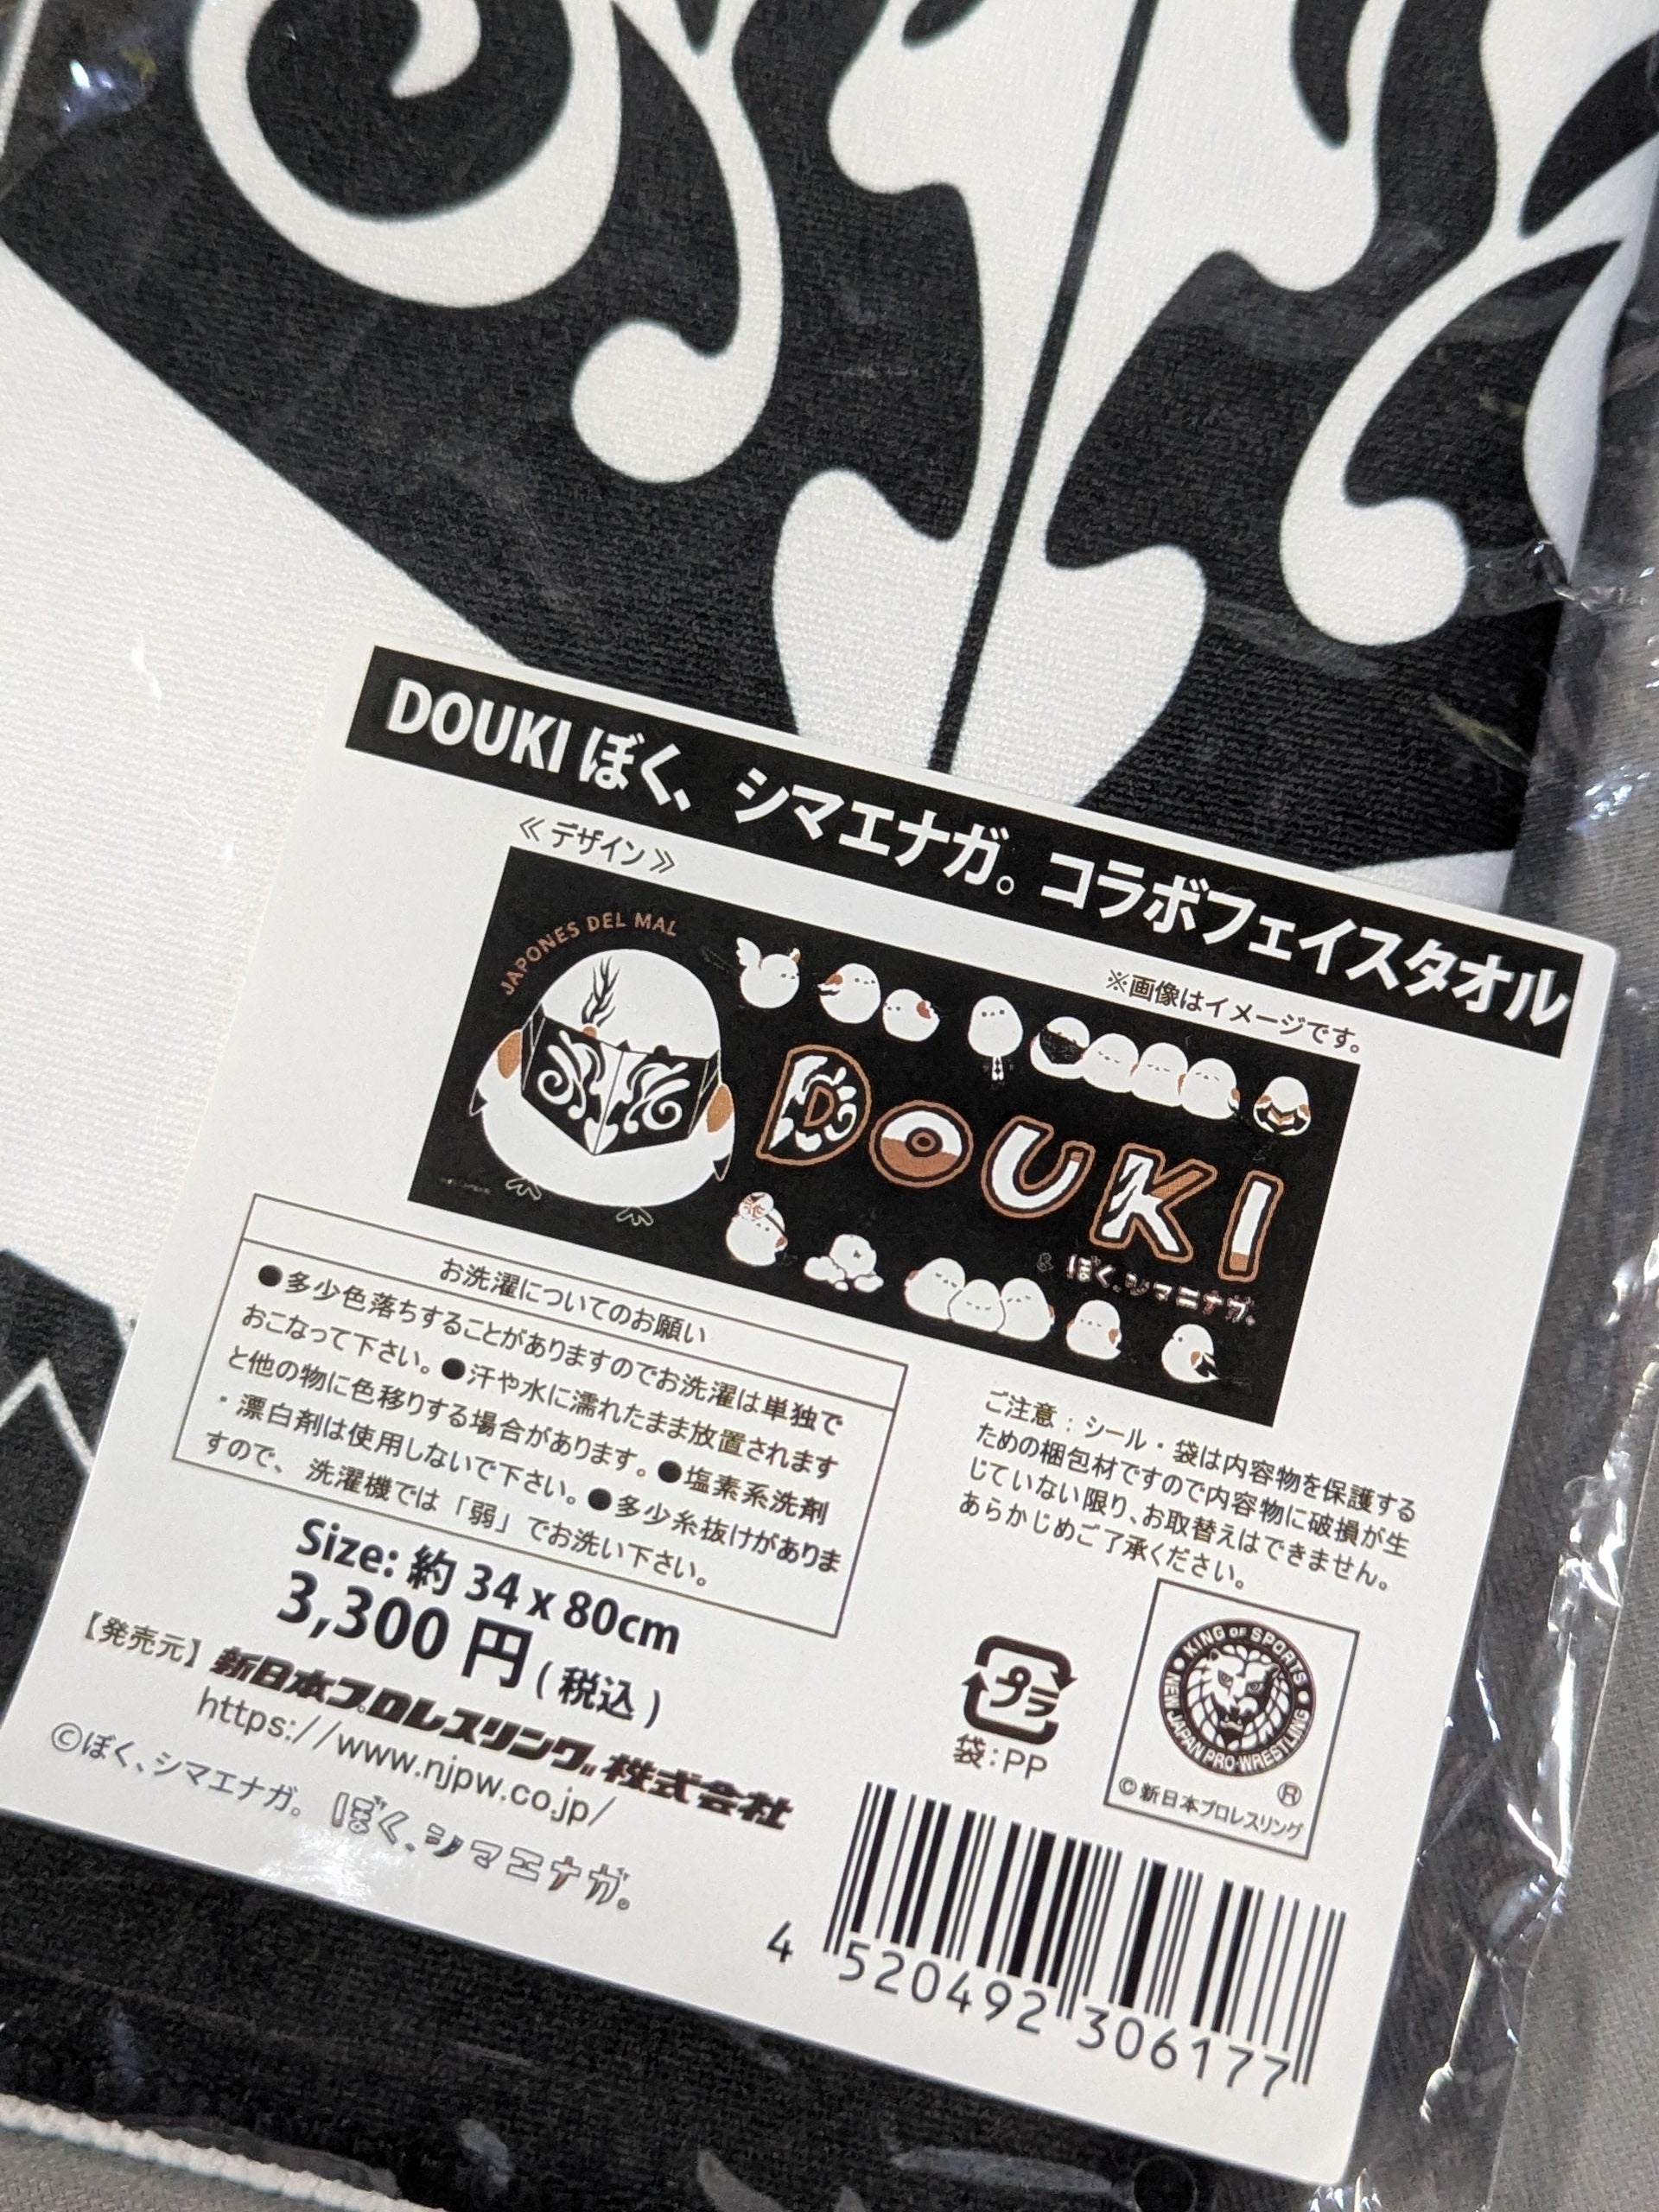 DOUKI ぼく、シマエナガ。コラボフェイスタオル
≪デザイン≫
※画像はイメージです。
JAPONES DEL MAL
DOUKI
& ぼく、シマエナガ。
お洗濯についてのお願い
●多少色落ちすることがありますのでお洗濯は単独で
おこなって下さい。●汗や水に濡れたまま放置されます
と他の物に色移りする場合があります。●塩素系洗剤
・漂白剤は使用しないで下さい。●多少糸抜けがありま
すので、洗濯機では「弱」でお洗い下さい。
ご注意：シール・袋は内容物を保護する
ための梱包材ですので内容物に破損が生
じていない限り、お取替えはできません。
あらかじめご了承ください。
Size: 約 34 x 80cm
3,300 円 ( 税込 )
【発売元】新日本プロレスリング株式会社
https://www.njpw.co.jp/
©ぼく、シマエナガ。 ぼく、シマエナガ。
プラ
袋：PP
KING OF SPORTS
NEW JAPAN PRO-WRESTLING
®
©新日本プロレスリング
4 520492 306177